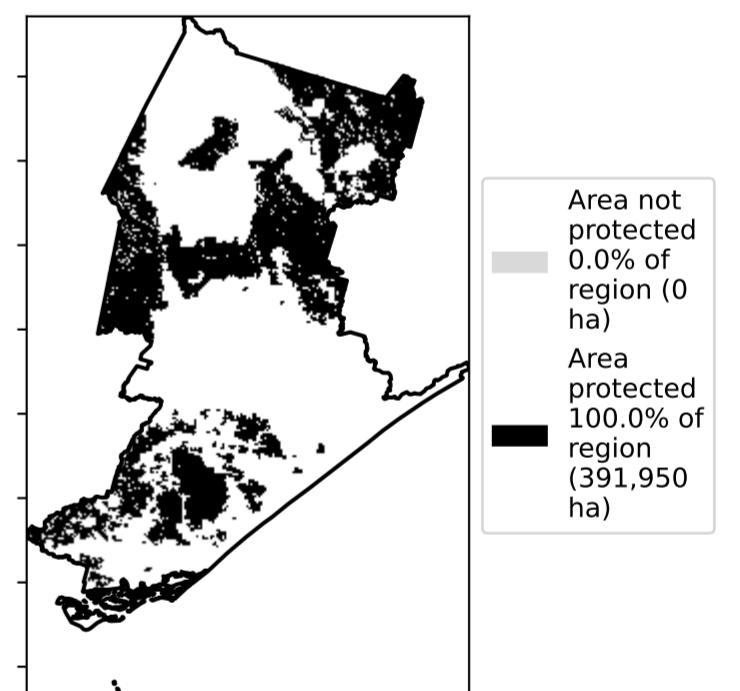 Area not
protected
0.0% of
region (0
ha)
Area
protected
100.0% of
region
(391,950
ha)